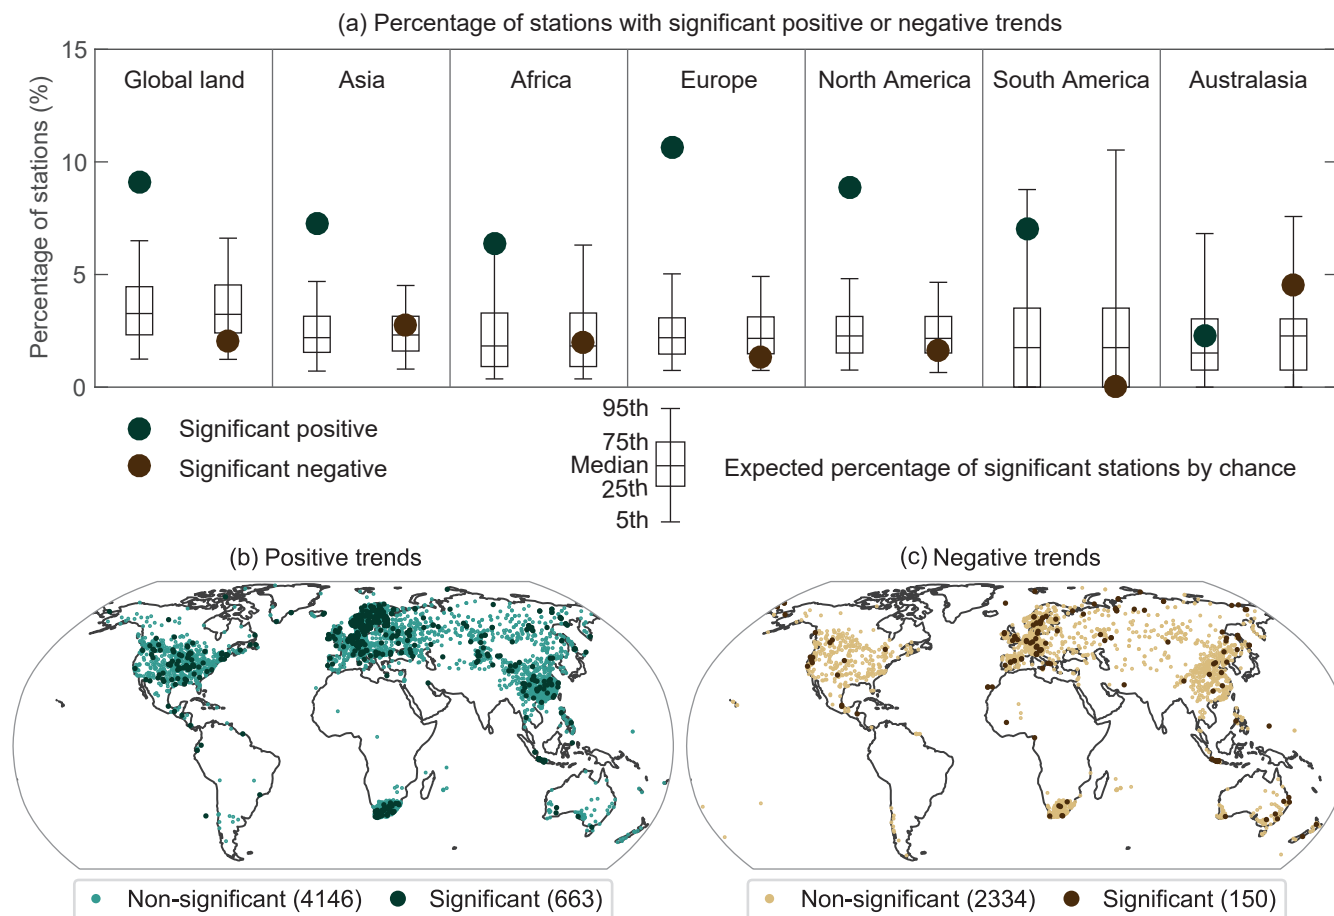 (a) Percentage of stations with significant positive or negative trends
Percentage of stations (%)
15
10
5
0
Global land
Asia
Africa
Europe
North America
South America
Australasia
Significant positive
Significant negative
95th
75th
Median
25th
5th
Expected percentage of significant stations by chance
(b) Positive trends
(c) Negative trends
Non-significant (4146)
Significant (663)
Non-significant (2334)
Significant (150)